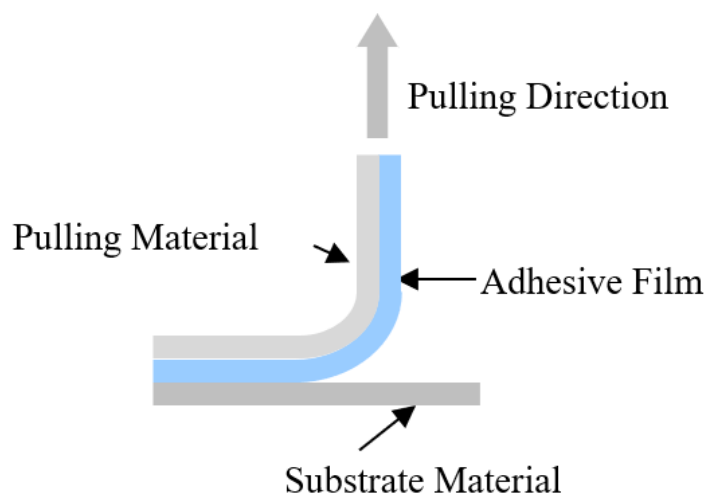 Pulling Direction
Pulling Material
Adhesive Film
Substrate Material